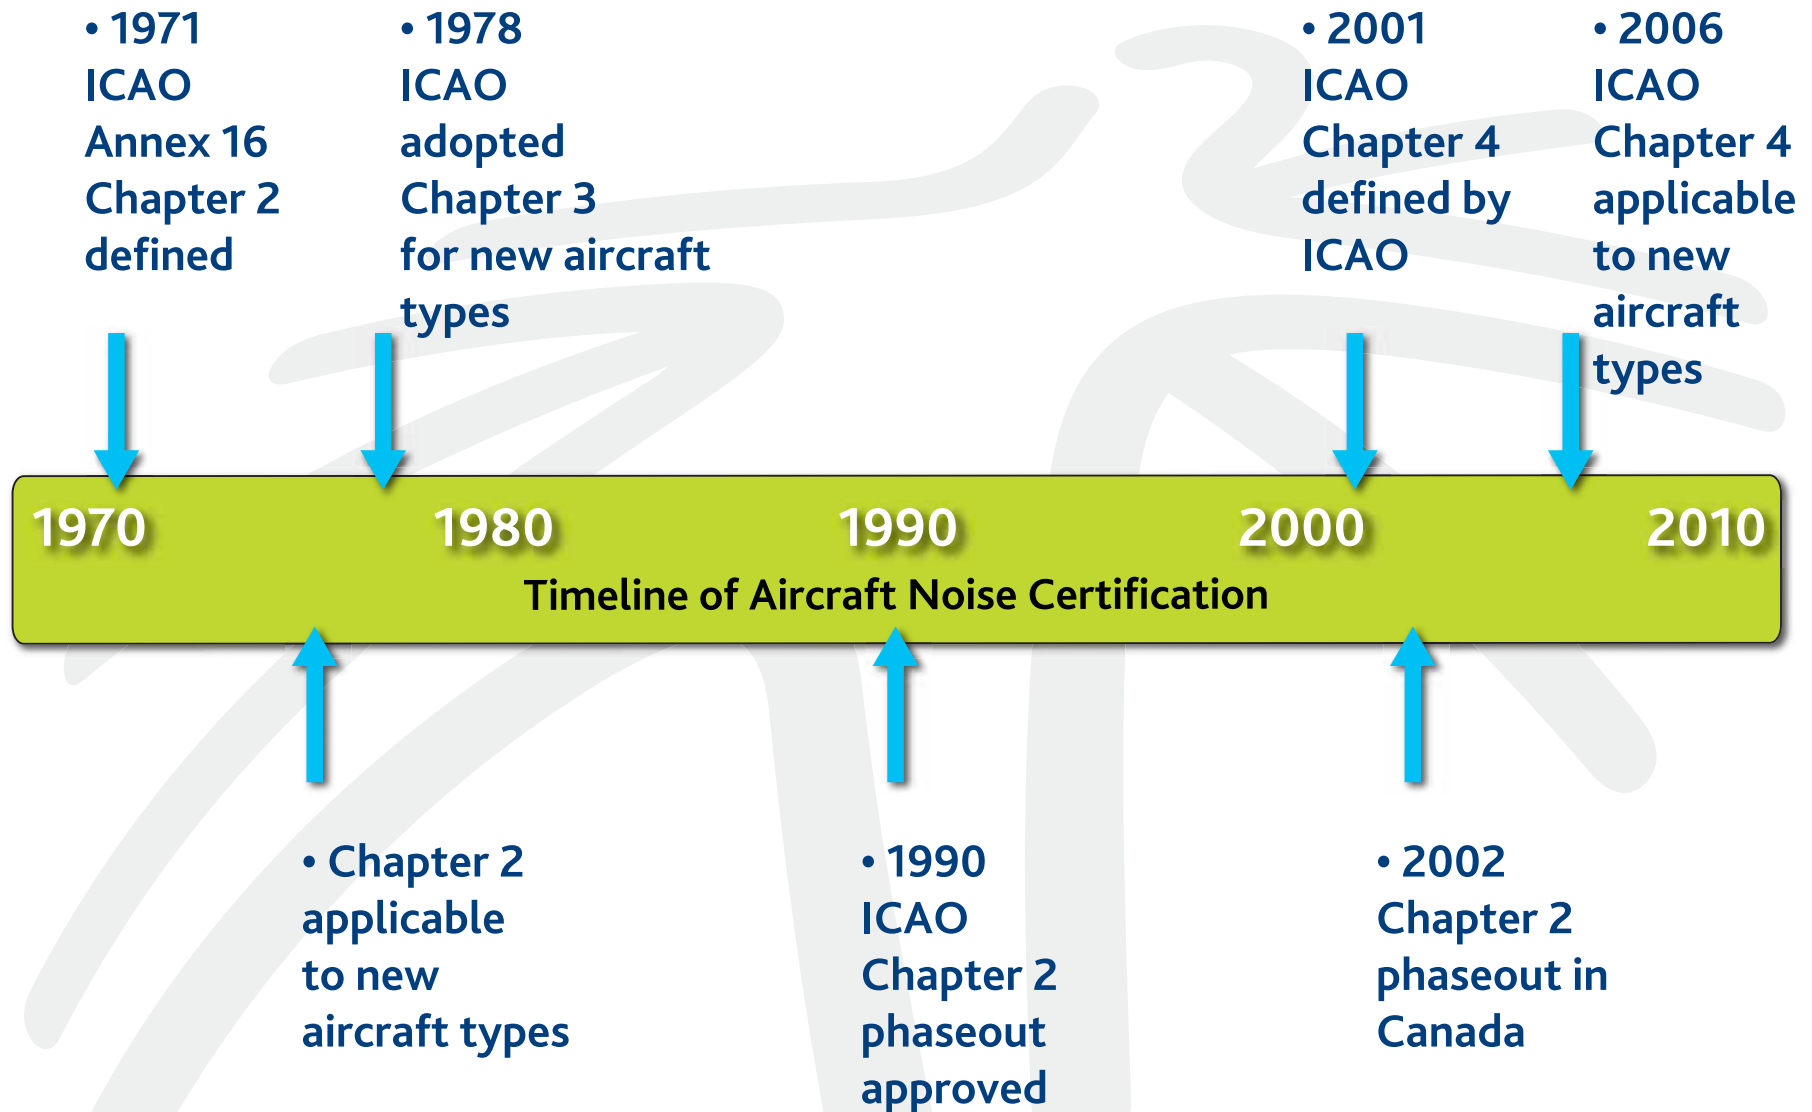 • 1971
ICAO
Annex 16
Chapter 2
defined
• 1978
ICAO
adopted
Chapter 3
for new aircraft
types
• 2001
ICAO
Chapter 4
defined by
ICAO
• 2006
ICAO
Chapter 4
applicable
to new
aircraft
types
1970 1980 1990 2000 2010
Timeline of Aircraft Noise Certification
• Chapter 2
applicable
to new
aircraft types
• 1990
ICAO
Chapter 2
phaseout
approved
• 2002
Chapter 2
phaseout in
Canada